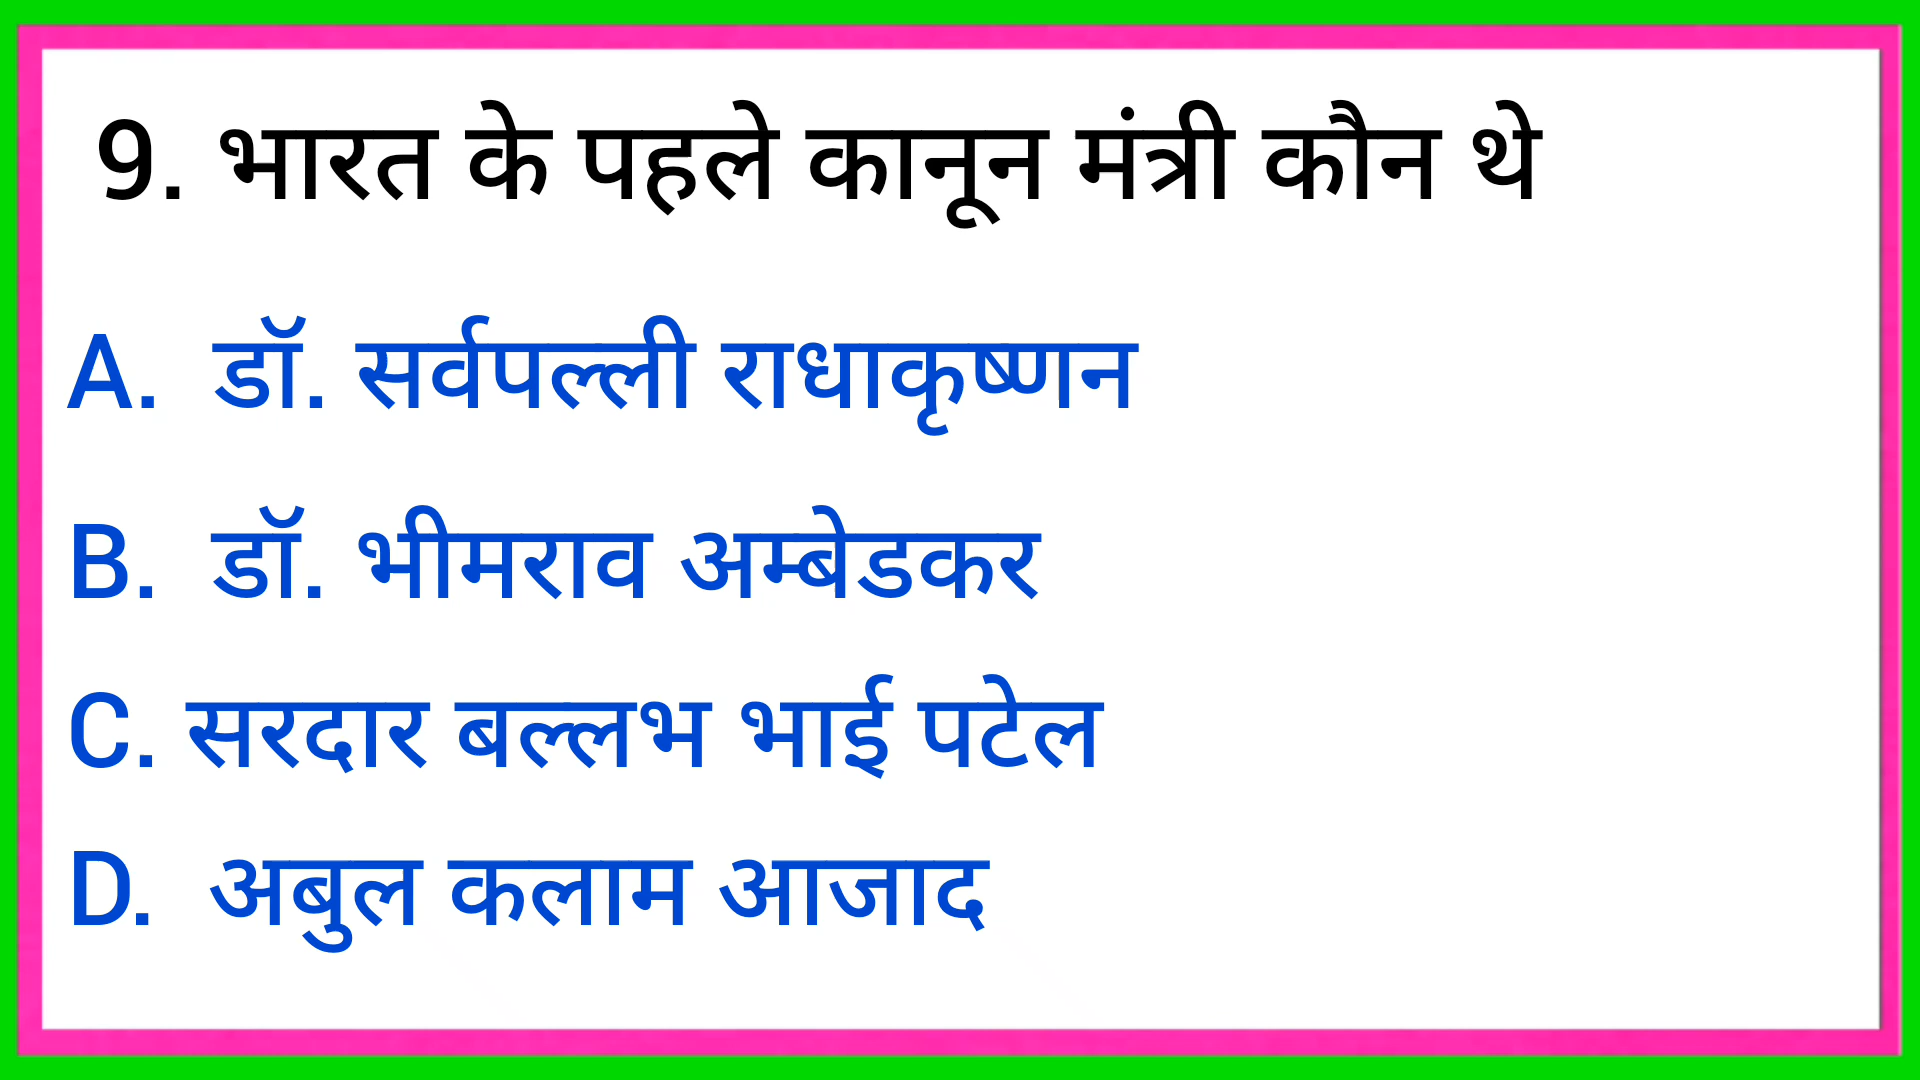 9. भारत के पहले कानून मंत्री कौन थे
A. डॉ. सर्वपल्ली राधाकृष्णन
B. डॉ. भीमराव अम्बेडकर
C. सरदार बल्लभ भाई पटेल
D. अबुल कलाम आजाद